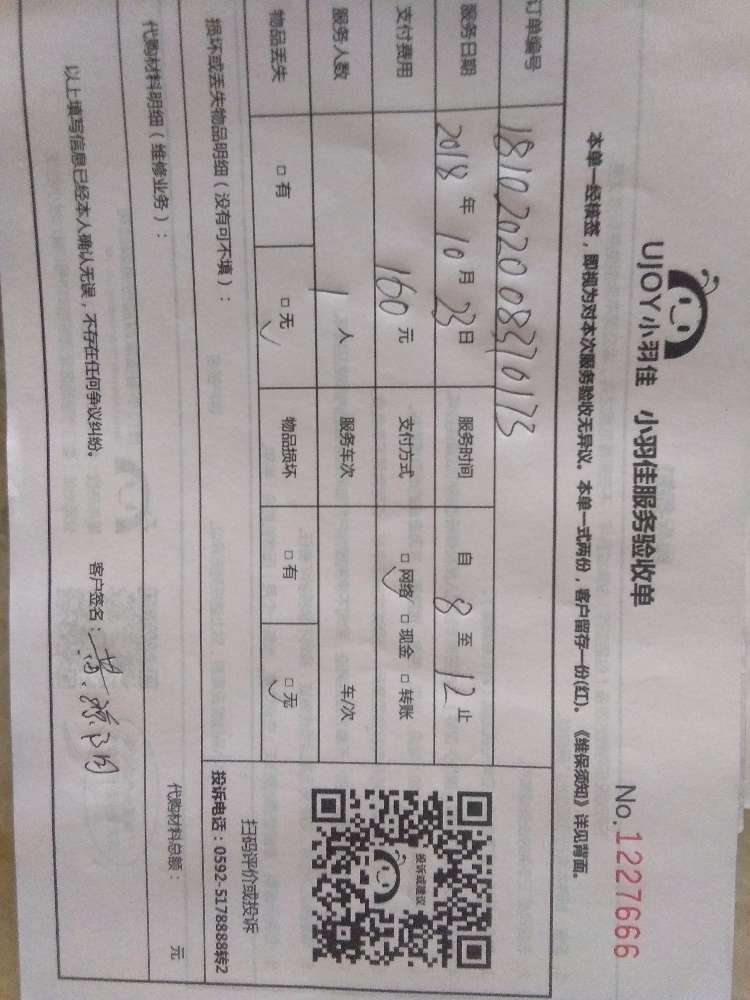 UJOY小羽佳 小羽佳服务验收单
No.1227666
本单一经核签，即视为对本次服务验收无异议。本单一式两份，客户留存一份(红)。《维保须知》详见背面。
订单编号 1810202008370173
服务日期 2018 年 10 月 23 日 服务时间 自 8 至 12 止
支付费用 160 元 支付方式 □ 网络 ✓ □ 现金 □ 转账
服务人数 1 人 服务车次 车/次
物品丢失 □ 有 □ 无 ✓ 物品损坏 □ 有 □ 无 ✓
投诉或建议
扫码评价或投诉
投诉电话：0592-5178888转2
损坏或丢失物品明细（没有可不填）：
代购材料明细（维修业务）：
代购材料总额： 元
以上填写信息已经本人确认无误，不存在任何争议纠纷。 客户签名：